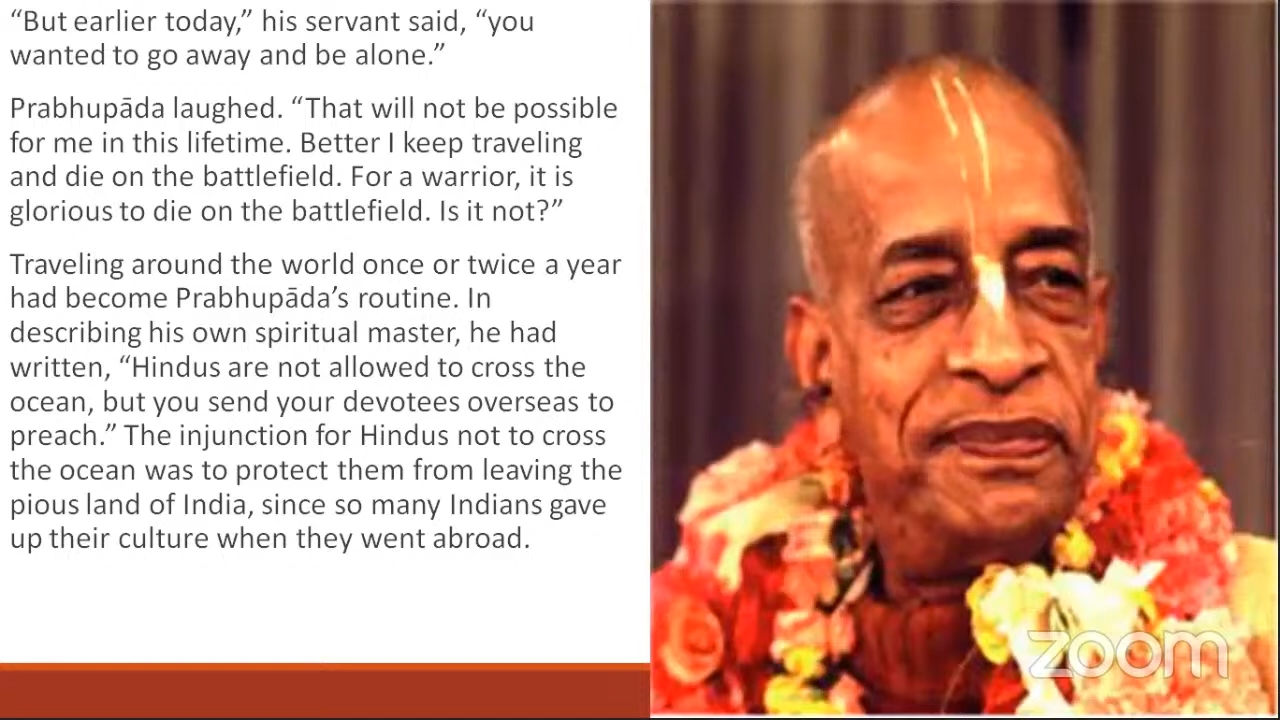 “But earlier today,” his servant said, “you
wanted to go away and be alone.”
Prabhupāda laughed. “That will not be possible
for me in this lifetime. Better I keep traveling
and die on the battlefield. For a warrior, it is
glorious to die on the battlefield. Is it not?”
Traveling around the world once or twice a year
had become Prabhupāda’s routine. In
describing his own spiritual master, he had
written, “Hindus are not allowed to cross the
ocean, but you send your devotees overseas to
preach.” The injunction for Hindus not to cross
the ocean was to protect them from leaving the
pious land of India, since so many Indians gave
up their culture when they went abroad.
zoom